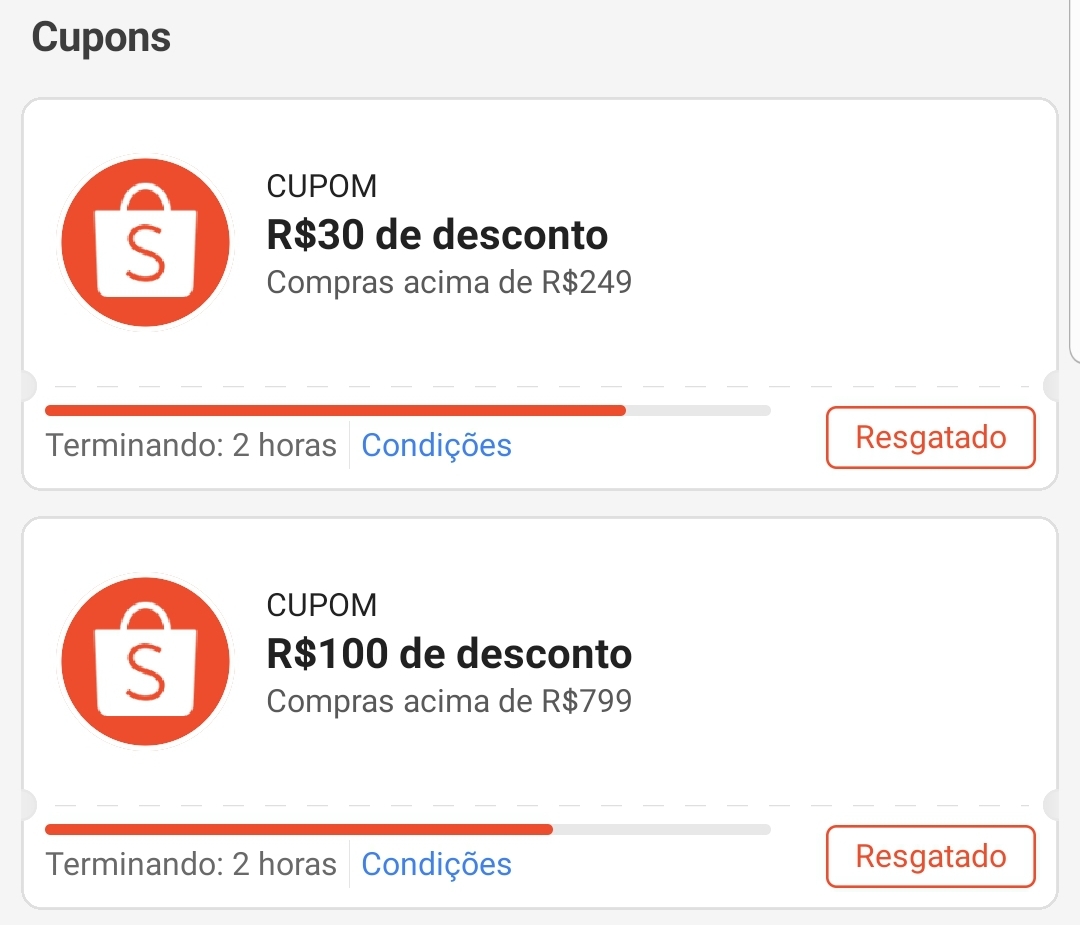 Cupons
CUPOM
R$30 de desconto
Compras acima de R$249
Terminando: 2 horas Condições
Resgatado
CUPOM
R$100 de desconto
Compras acima de R$799
Terminando: 2 horas Condições
Resgatado